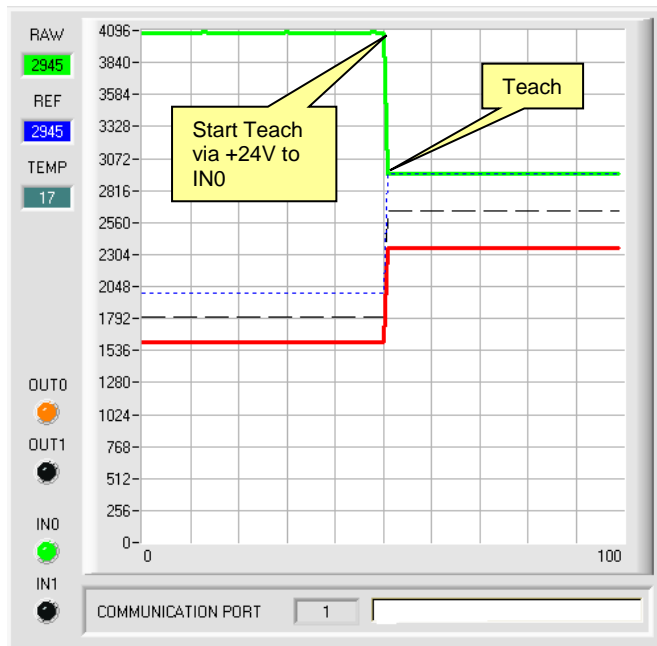 RAW
2945
REF
2945
TEMP
17
4096
3840
3584
3328
3072
2816
2560
2304
2048
1792
1536
1280
1024
768
512
256
0
0
100
Start Teach
via +24V to
IN0
Teach
OUT0
OUT1
IN0
IN1
COMMUNICATION PORT 1